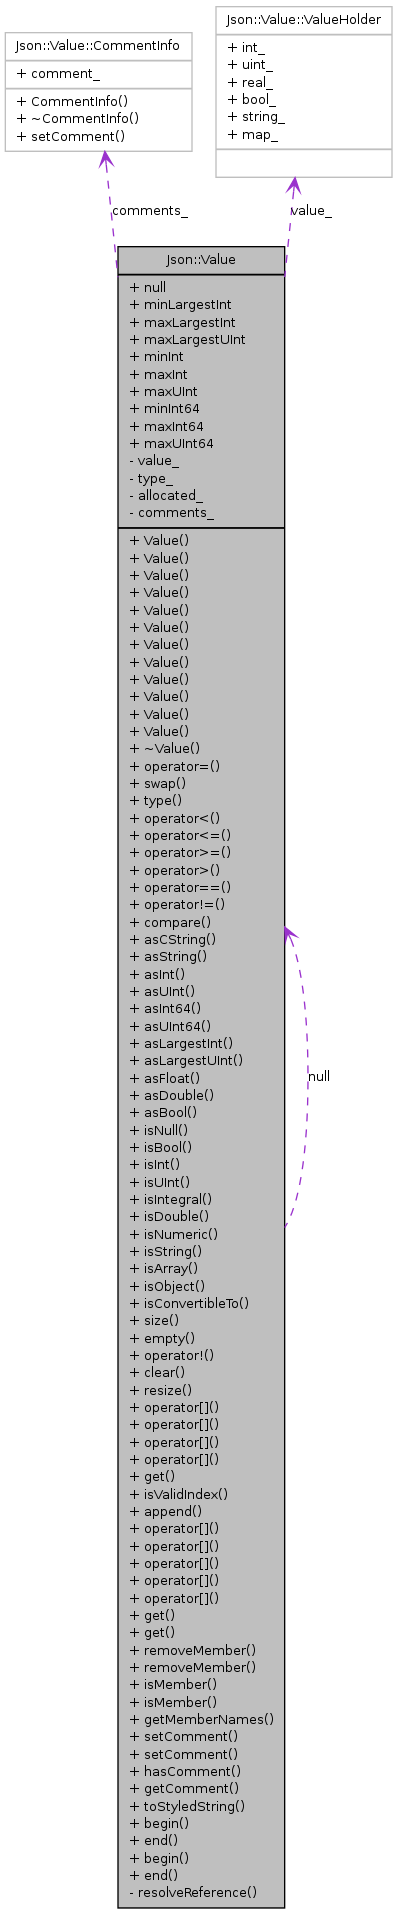 Json::Value::CommentInfo
+ comment_
+ CommentInfo()
+ ~CommentInfo()
+ setComment()
Json::Value::ValueHolder
+ int_
+ uint_
+ real_
+ bool_
+ string_
+ map_
comments_
value_
Json::Value
+ null
+ minLargestInt
+ maxLargestInt
+ maxLargestUInt
+ minInt
+ maxInt
+ maxUInt
+ minInt64
+ maxInt64
+ maxUInt64
- value_
- type_
- allocated_
- comments_
+ Value()
+ Value()
+ Value()
+ Value()
+ Value()
+ Value()
+ Value()
+ Value()
+ Value()
+ Value()
+ Value()
+ Value()
+ ~Value()
+ operator=()
+ swap()
+ type()
+ operator<()
+ operator<=()
+ operator>=()
+ operator>()
+ operator==()
+ operator!=()
+ compare()
+ asCString()
+ asString()
+ asInt()
+ asUInt()
+ asInt64()
+ asUInt64()
+ asLargestInt()
+ asLargestUInt()
+ asFloat()
+ asDouble()
+ asBool()
+ isNull()
+ isBool()
+ isInt()
+ isUInt()
+ isIntegral()
+ isDouble()
+ isNumeric()
+ isString()
+ isArray()
+ isObject()
+ isConvertibleTo()
+ size()
+ empty()
+ operator!()
+ clear()
+ resize()
+ operator[]()
+ operator[]()
+ operator[]()
+ operator[]()
+ get()
+ isValidIndex()
+ append()
+ operator[]()
+ operator[]()
+ operator[]()
+ operator[]()
+ operator[]()
+ get()
+ get()
+ removeMember()
+ removeMember()
+ isMember()
+ isMember()
+ getMemberNames()
+ setComment()
+ setComment()
+ hasComment()
+ getComment()
+ toStyledString()
+ begin()
+ end()
+ begin()
+ end()
- resolveReference()
null